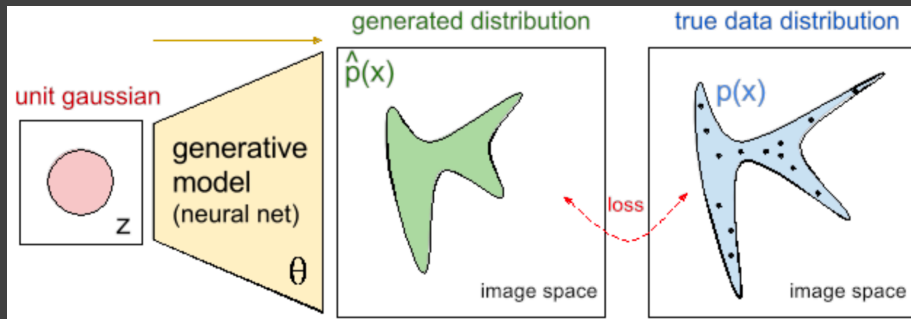 generated distribution
true data distribution
unit gaussian
z
generative
model
(neural net)
θ
p̂(x)
image space
loss
p(x)
image space